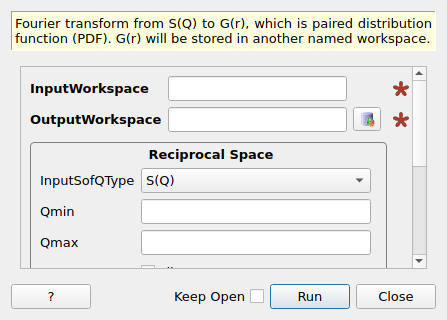 Fourier transform from S(Q) to G(r), which is paired distribution
function (PDF). G(r) will be stored in another named workspace.
InputWorkspace
OutputWorkspace
Reciprocal Space
InputSofQType S(Q)
Qmin
Qmax
? Keep Open Run Close